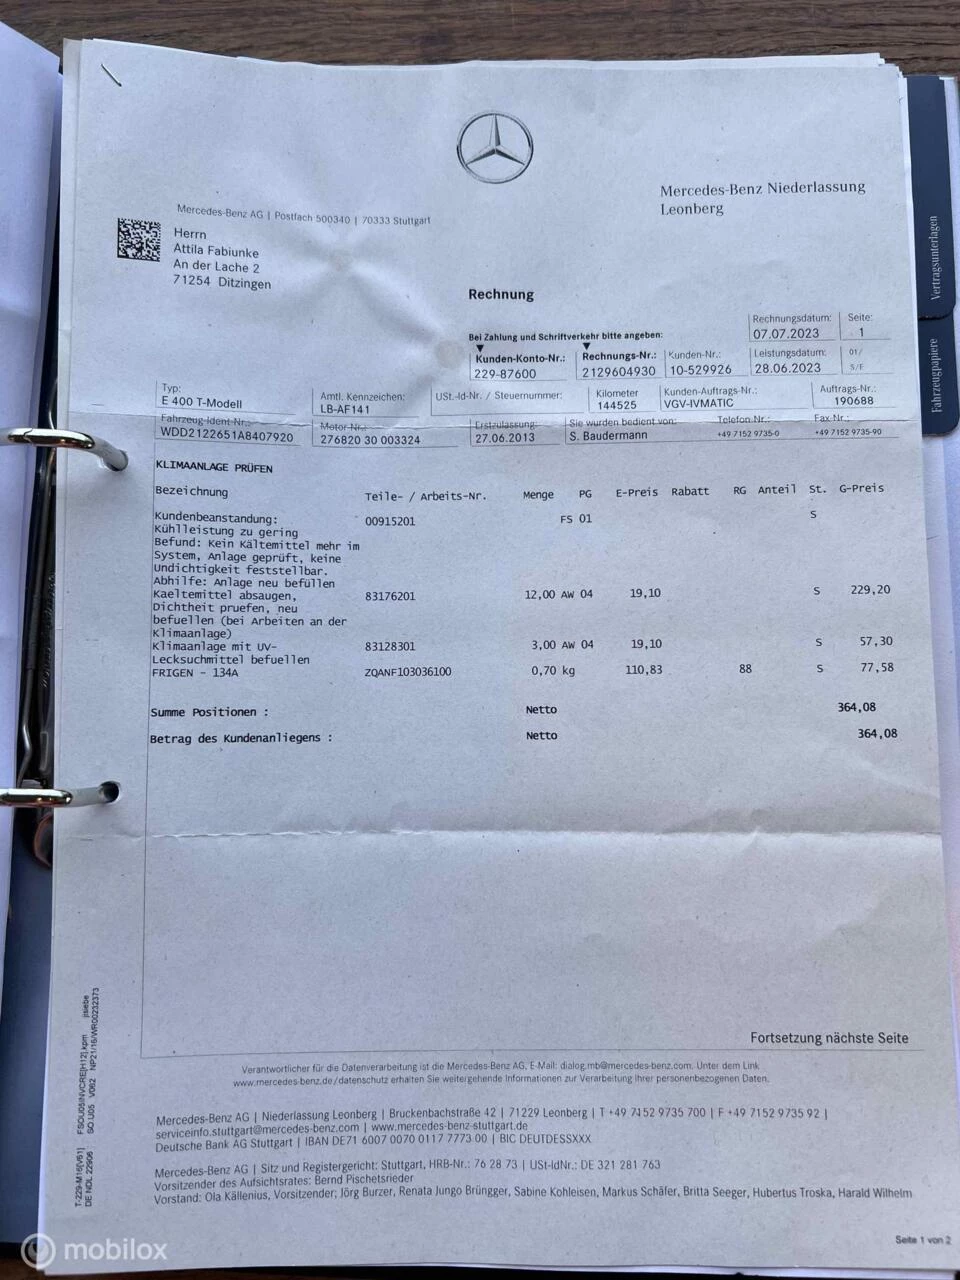 Mercedes-Benz Niederlassung
Leonberg
Mercedes-Benz AG | Postfach 500340 | 70333 Stuttgart
Herrn
Attila Fabiunke
An der Lache 2
71254 Ditzingen
Rechnung
Bei Zahlung und Schriftverkehr bitte angeben:
Rechnungsdatum: Seite:
07.07.2023 1
Kunden-Konto-Nr.: Rechnungs-Nr.: Kunden-Nr.: Leistungsdatum: 01/
229-87600 2129604930 10-529926 28.06.2023 S/F
Typ: Amtl. Kennzeichen: USt.-Id-Nr. / Steuernummer: Kilometer Kunden-Auftrags-Nr.: Auftrags-Nr.:
E 400 T-Modell LB-AF141 144525 VGV-IVMATIC 190688
Fahrzeug-Ident-Nr.: Motor-Nr.: Erstzulassung: Sie wurden bedient von: Telefon-Nr.: Fax-Nr.:
WDD2122651A8407920 276820 30 003324 27.06.2013 S. Baudermann +49 7152 9735-0 +49 7152 9735-90
KLIMAANLAGE PRÜFEN
Bezeichnung Teile- / Arbeits-Nr. Menge PG E-Preis Rabatt RG Anteil St. G-Preis
Kundenbeanstandung: 00915201 FS 01 S
Kühlleistung zu gering
Befund: Kein Kältemittel mehr im
System, Anlage geprüft, keine
Undichtigkeit feststellbar.
Abhilfe: Anlage neu befüllen
Kaeltemittel absaugen, 83176201 12,00 AW 04 19,10 S 229,20
Dichtheit pruefen, neu
befuellen (bei Arbeiten an der
Klimaanlage)
Klimaanlage mit UV- 83128301 3,00 AW 04 19,10 S 57,30
Lecksuchmittel befuellen
FRIGEN - 134A ZQANF103036100 0,70 kg 110,83 88 S 77,58
Summe Positionen : Netto 364,08
Betrag des Kundenanliegens : Netto 364,08
Fortsetzung nächste Seite
Verantwortlicher für die Datenverarbeitung ist die Mercedes-Benz AG, E-Mail: dialog.mb@mercedes-benz.com. Unter dem Link
www.mercedes-benz.de/datenschutz erhalten Sie weitergehende Informationen zur Verarbeitung Ihrer personenbezogenen Daten.
Mercedes-Benz AG | Niederlassung Leonberg | Bruckenbachstraße 42 | 71229 Leonberg | T +49 7152 9735 700 | F +49 7152 9735 92 |
serviceinfo.stuttgart@mercedes-benz.com | www.mercedes-benz-stuttgart.de
Deutsche Bank AG Stuttgart | IBAN DE71 6007 0070 0117 7773 00 | BIC DEUTDESSXXX
Mercedes-Benz AG | Sitz und Registergericht: Stuttgart, HRB-Nr.: 76 28 73 | USt-IdNr.: DE 321 281 763
Vorsitzender des Aufsichtsrates: Bernd Pischetsrieder
Vorstand: Ola Källenius, Vorsitzender; Jörg Burzer, Renata Jungo Brüngger, Sabine Kohleisen, Markus Schäfer, Britta Seeger, Hubertus Troska, Harald Wilhelm
Seite 1 von 2
Vertragsunterlagen
Fahrzeugpapiere
mobilox